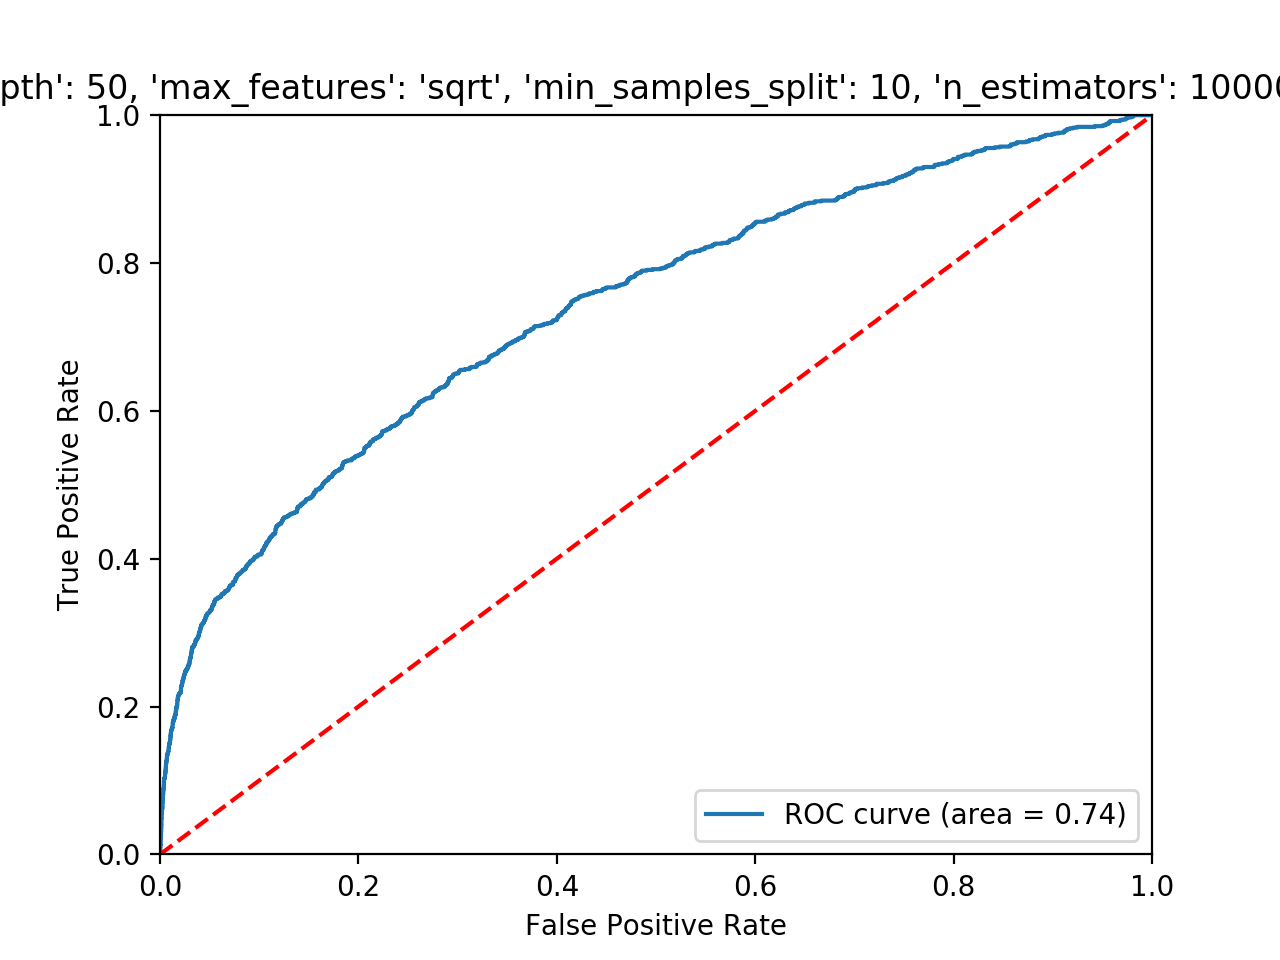 pth': 50, 'max_features': 'sqrt', 'min_samples_split': 10, 'n_estimators': 10000
1.0
0.8
0.6
0.4
0.2
0.0
True Positive Rate
ROC curve (area = 0.74)
0.0 0.2 0.4 0.6 0.8 1.0
False Positive Rate